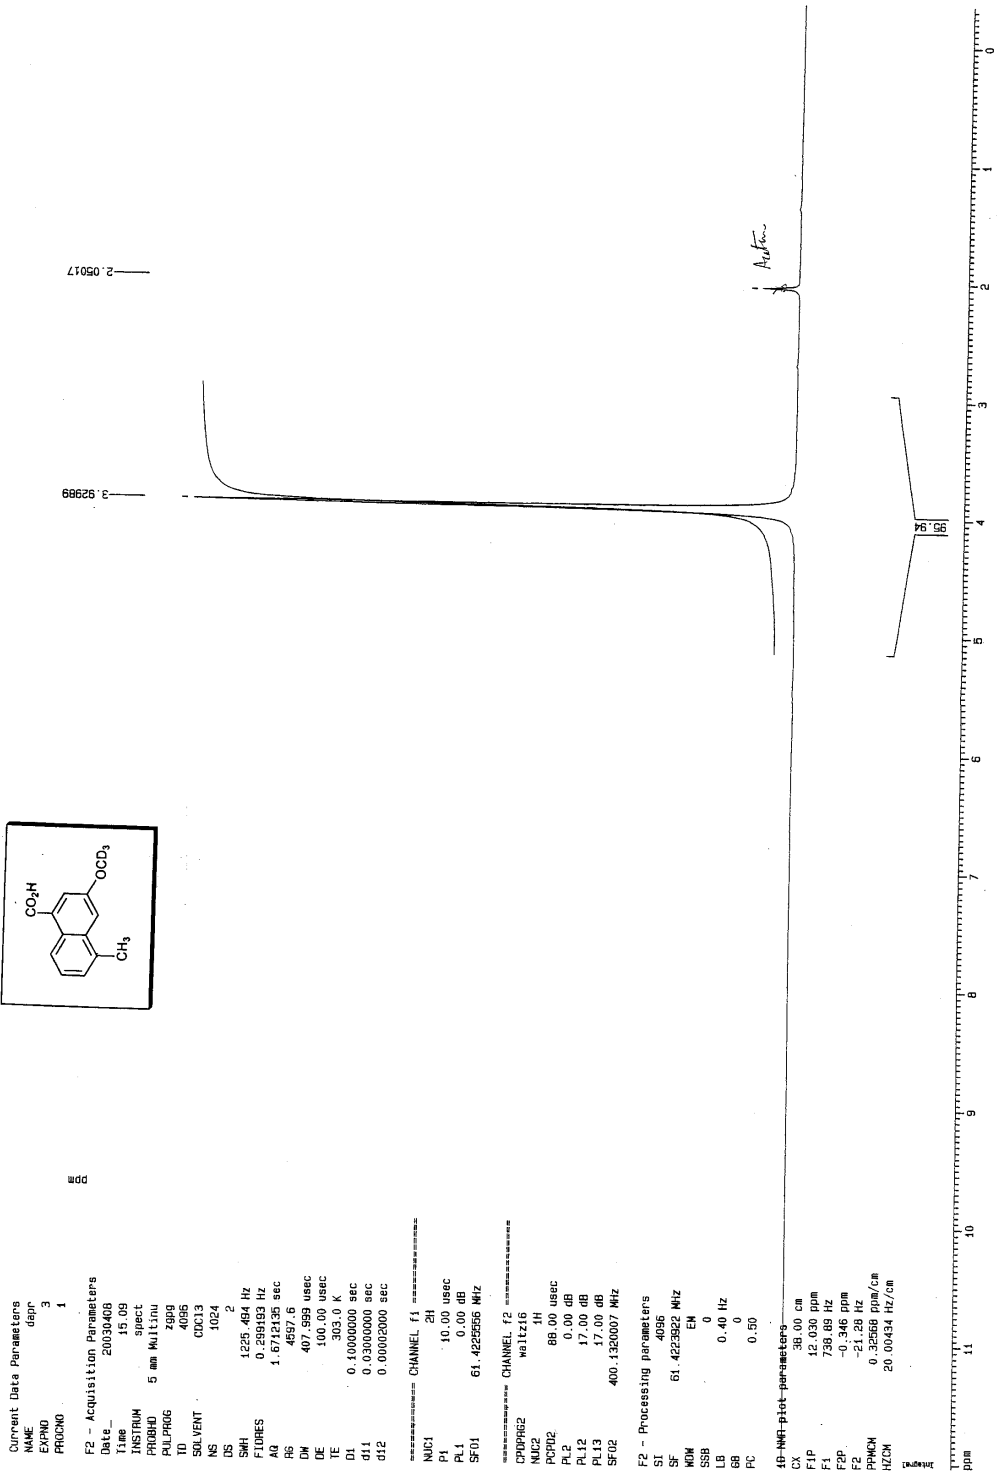 Current Data Parameters
NAME dapr
EXPNO 3
PROCNO 1
F2 - Acquisition Parameters
Date_ 20030408
Time 15.09
INSTRUM spect
PROBHD 5 mm Multinu
PULPROG zgpg
TD 4096
SOLVENT CDCl3
NS 1024
DS 2
SWH 1225.494 Hz
FIDRES 0.299193 Hz
AQ 1.6712135 sec
RG 4597.6
DW 407.999 usec
DE 100.00 usec
TE 303.0 K
D1 0.10000000 sec
d11 0.03000000 sec
d12 0.00002000 sec
========== CHANNEL f1 ==========
NUC1 2H
P1 10.00 usec
PL1 0.00 dB
SFO1 61.4225556 MHz
========== CHANNEL f2 ==========
CPDPRG2 waltz16
NUC2 1H
PCPD2 88.00 usec
PL2 0.00 dB
PL12 17.00 dB
PL13 17.00 dB
SFO2 400.1320007 MHz
F2 - Processing parameters
SI 4096
SF 61.4223922 MHz
WDW EM
SSB 0
LB 0.40 Hz
GB 0
PC 0.50
1D NMR plot parameters
CX 38.00 cm
F1P 12.030 ppm
F1 738.89 Hz
F2P -0.346 ppm
F2 -21.28 Hz
PPMCM 0.32568 ppm/cm
HZCM 20.00434 Hz/cm
ppm
CO2H
OCD3
CH3
3.92989
2.05017
95.94
Integral
ppm
11 10 9 8 7 6 5 4 3 2 1 0